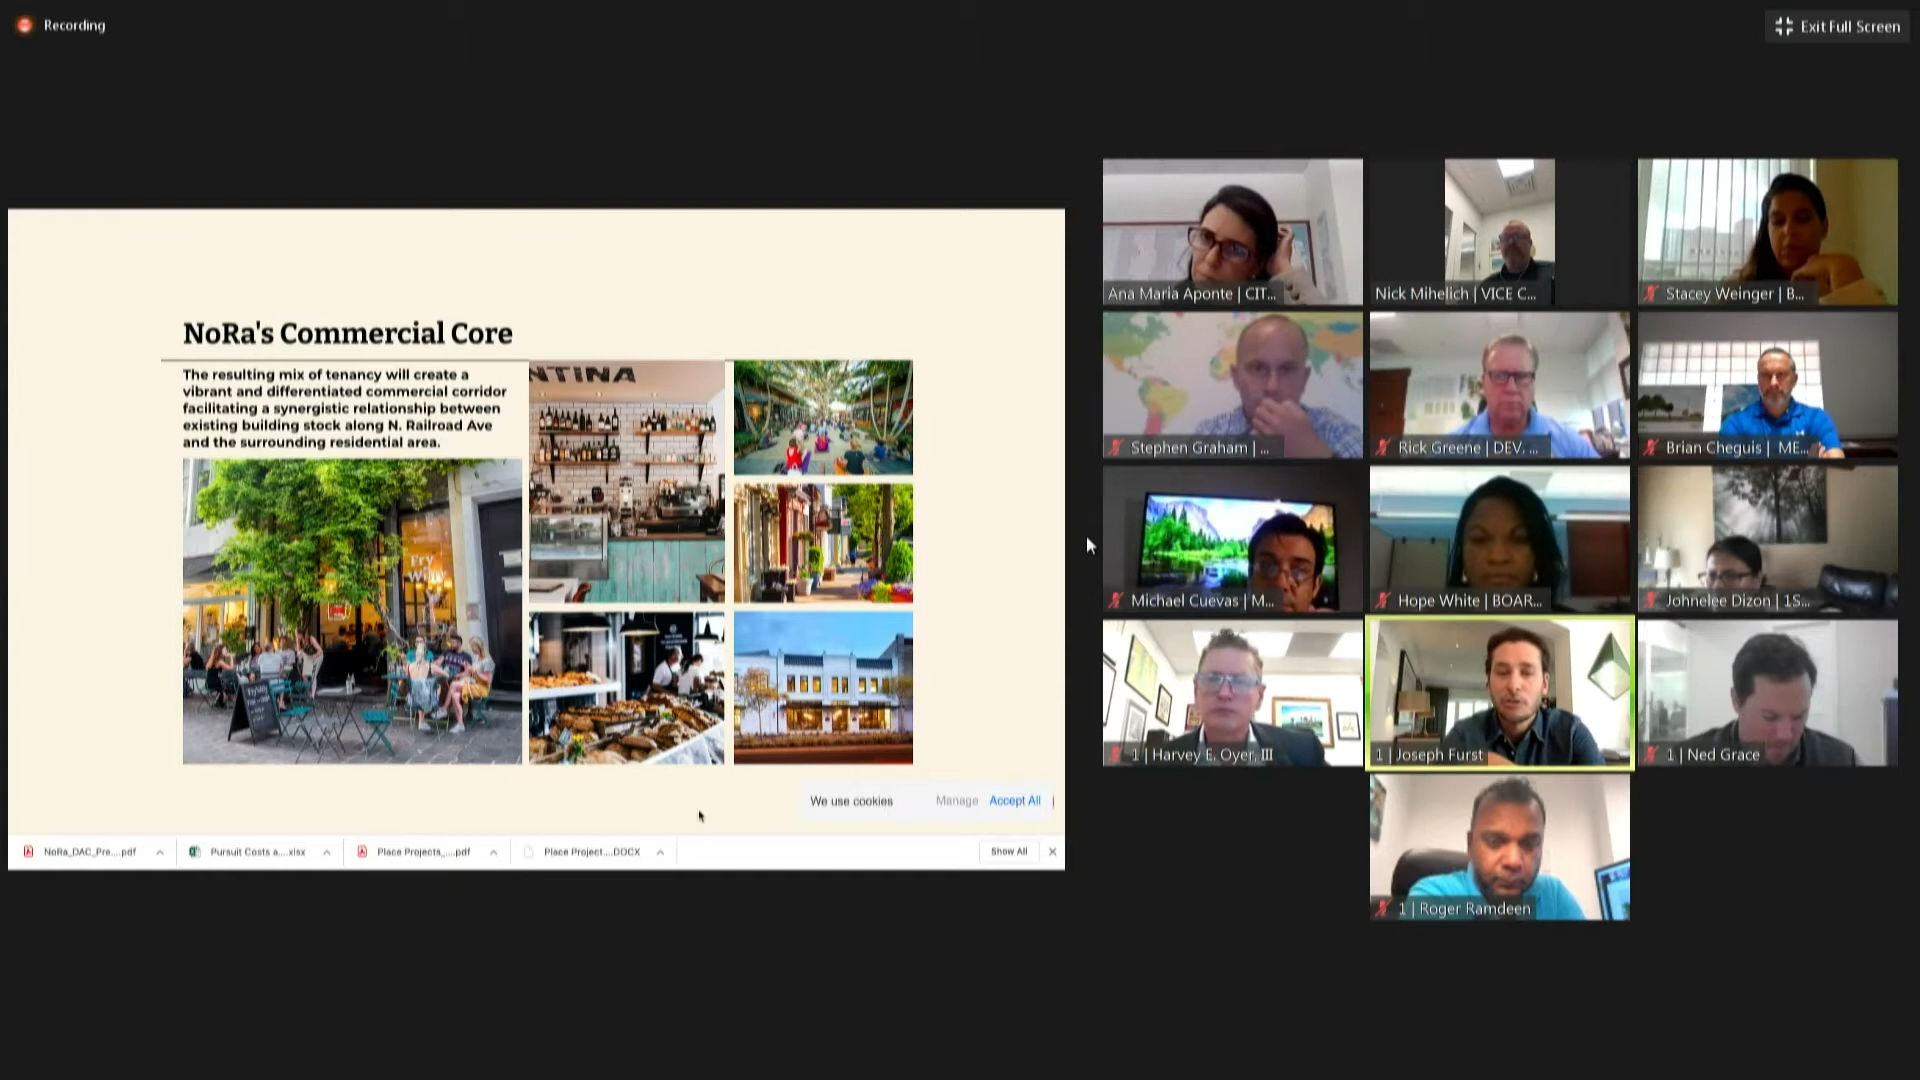 Recording
Exit Full Screen
NoRa's Commercial Core
The resulting mix of tenancy will create a
vibrant and differentiated commercial corridor
facilitating a synergistic relationship between
existing building stock along N. Railroad Ave
and the surrounding residential area.
NTINA
Fry
We use cookies
Manage
Accept All
NoRa_DAC_Pre....pdf
Pursuit Costs a....xlsx
Place Projects_....pdf
Place Project....DOCX
Show All
Ana Maria Aponte | CIT...
Nick Mihelich | VICE C...
Stacey Weinger | B...
Stephen Graham | ...
Rick Greene | DEV. ...
Brian Cheguis | ME...
Michael Cuevas | M...
Hope White | BOAR...
Johnelee Dizon | 1S...
1 | Harvey E. Oyer, III
1 | Joseph Furst
1 | Ned Grace
1 | Roger Ramdeen